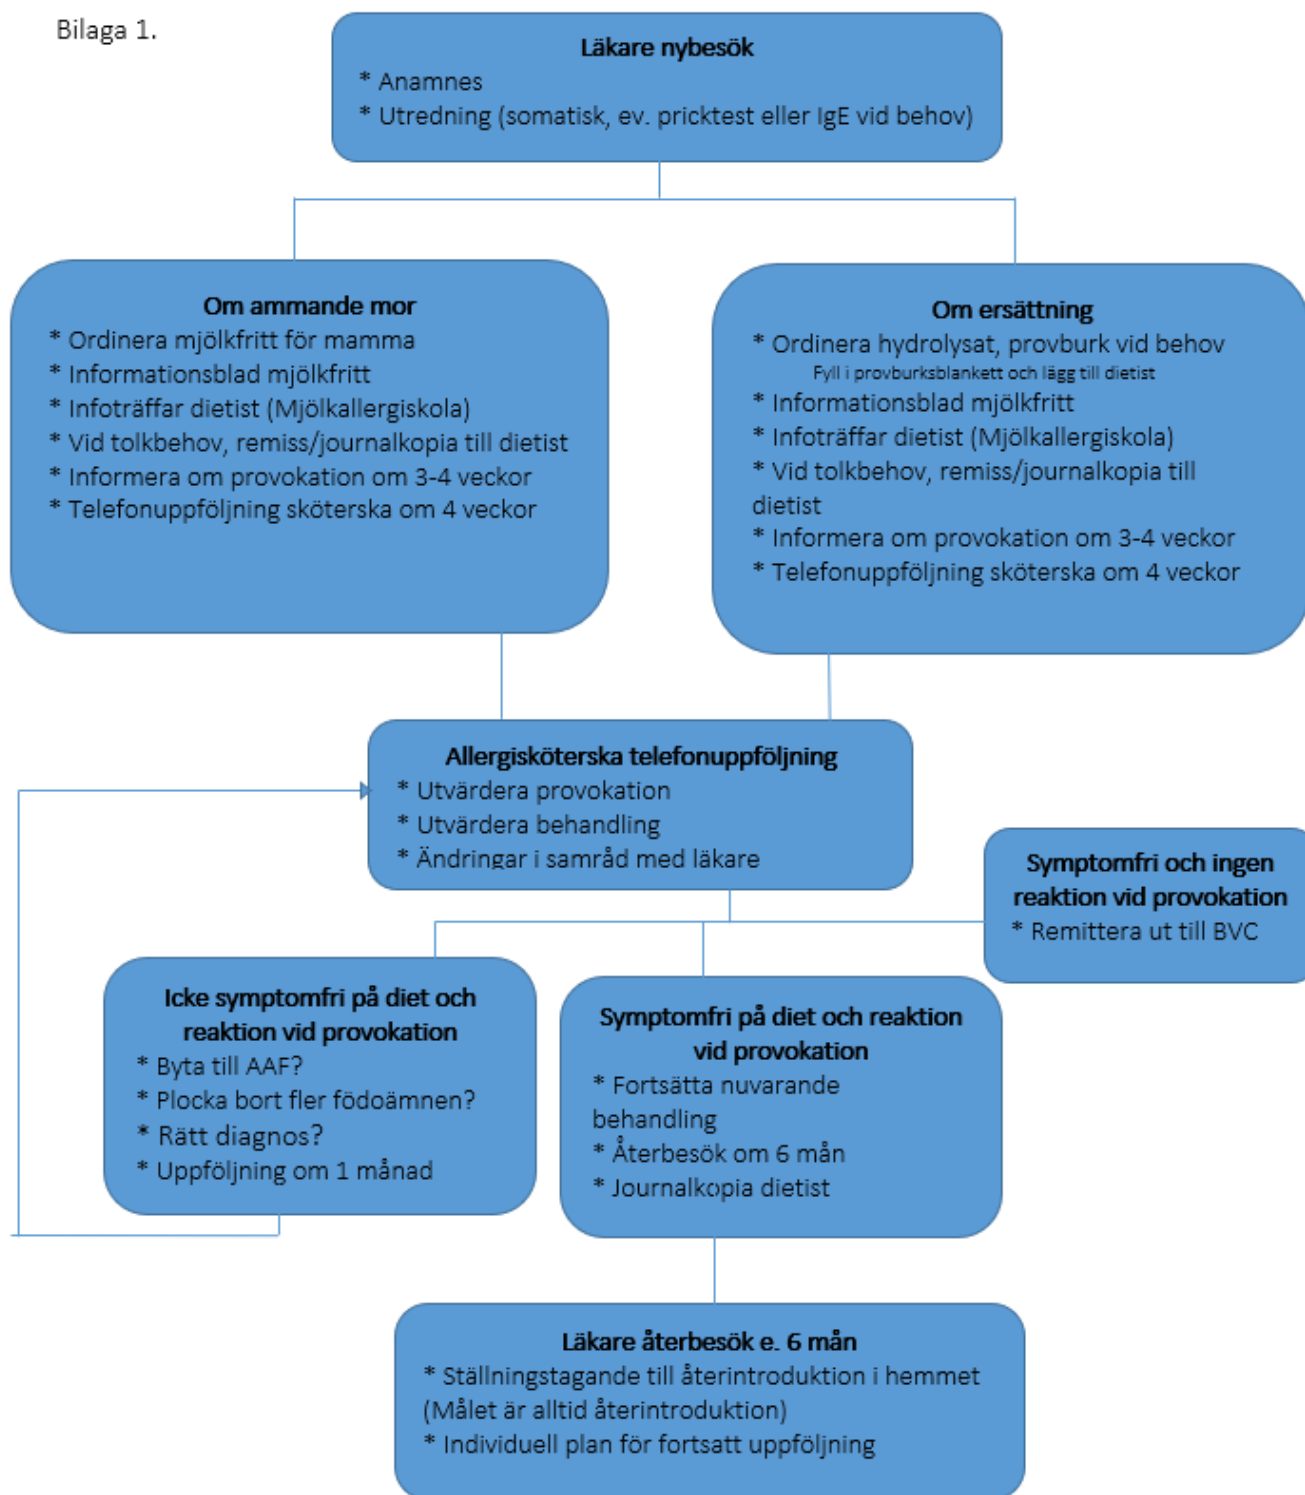 Bilaga 1.
Läkare nybesök
* Anamnes
* Utredning (somatisk, ev. pricktest eller IgE vid behov)
Om ammande mor
* Ordinera mjölkfritt för mamma
* Informationsblad mjölkfritt
* Infoträffar dietist (Mjölkallergiskola)
* Vid tolkbehov, remiss/journalkopia till dietist
* Informera om provokation om 3-4 veckor
* Telefonuppföljning sköterska om 4 veckor
Om ersättning
* Ordinera hydrolysat, provburk vid behov
Fyll i provburksblankett och lägg till dietist
* Informationsblad mjölkfritt
* Infoträffar dietist (Mjölkallergiskola)
* Vid tolkbehov, remiss/journalkopia till
dietist
* Informera om provokation om 3-4 veckor
* Telefonuppföljning sköterska om 4 veckor
Allergisköterska telefonuppföljning
* Utvärdera provokation
* Utvärdera behandling
* Ändringar i samråd med läkare
Symptomfri och ingen
reaktion vid provokation
* Remittera ut till BVC
Icke symptomfri på diet och
reaktion vid provokation
* Byta till AAF?
* Plocka bort fler födoämnen?
* Rätt diagnos?
* Uppföljning om 1 månad
Symptomfri på diet och reaktion
vid provokation
* Fortsätta nuvarande
behandling
* Återbesök om 6 mån
* Journalkopia dietist
Läkare återbesök e. 6 mån
* Ställningstagande till återintroduktion i hemmet
(Målet är alltid återintroduktion)
* Individuell plan för fortsatt uppföljning